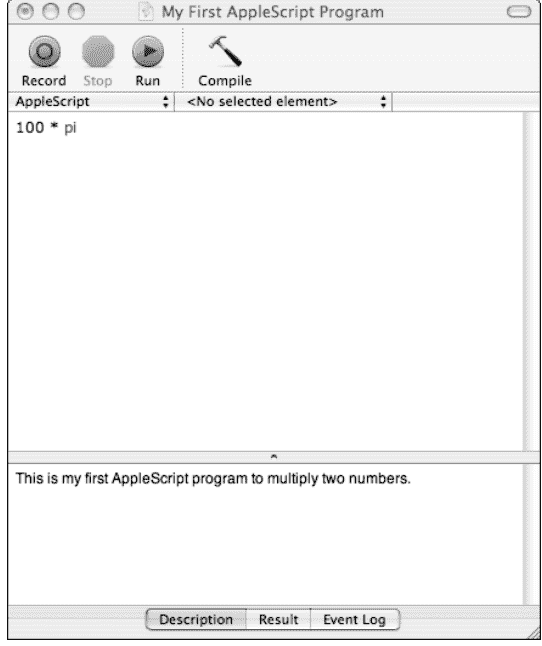 My First AppleScript Program
Record Stop Run Compile
AppleScript <No selected element>
100 * pi
This is my first AppleScript program to multiply two numbers.
Description Result Event Log